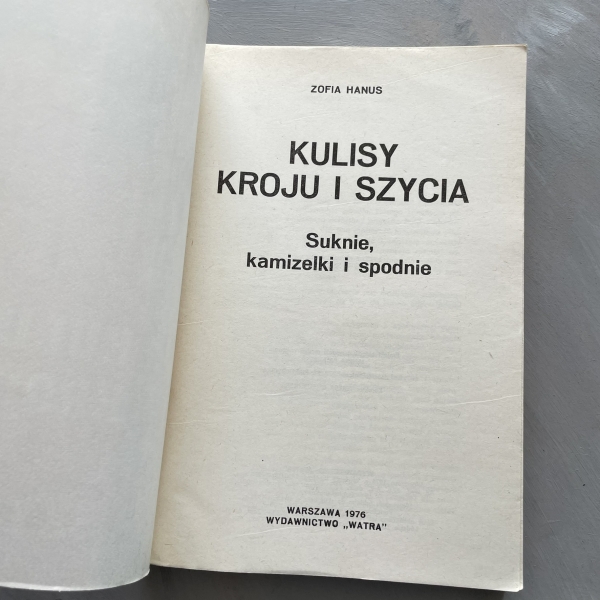 ZOFIA HANUS
KULISY
KROJU I SZYCIA
Suknie,
kamizelki i spodnie
WARSZAWA 1976
WYDAWNICTWO „WATRA"